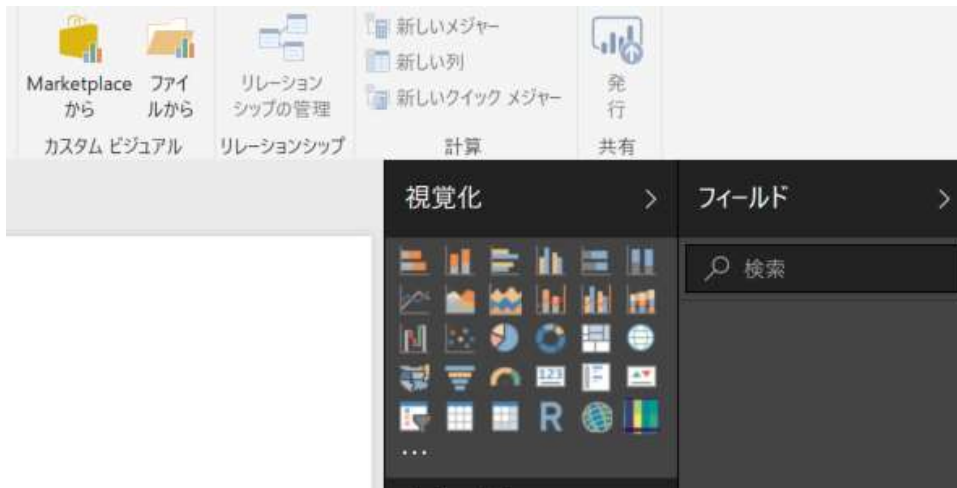 Marketplace
から
ファイ
ルから
カスタム ビジュアル
リレーション
シップの管理
リレーションシップ
新しいメジャー
新しい列
新しいクイック メジャー
計算
発
行
共有
視覚化
フィールド
検索
123
R
...